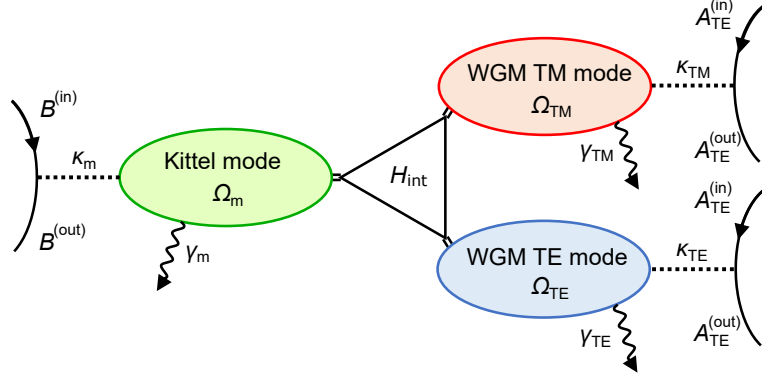 B^(in)
κ_m
B^(out)
Kittel mode
Ω_m
γ_m
H_int
WGM TM mode
Ω_TM
γ_TM
κ_TM
A_TE^(in)
A_TE^(out)
WGM TE mode
Ω_TE
γ_TE
κ_TE
A_TE^(in)
A_TE^(out)